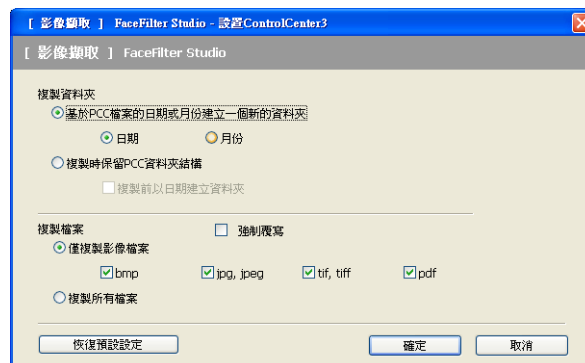 [ 影像擷取 ] FaceFilter Studio - 設置ControlCenter3
[ 影像擷取 ] FaceFilter Studio
複製資料夾
基於PCC檔案的日期或月份建立一個新的資料夾
日期 月份
複製時保留PCC資料夾結構
複製前以日期建立資料夾
複製檔案 強制覆寫
僅複製影像檔案
bmp jpg, jpeg tif, tiff pdf
複製所有檔案
恢復預設設定 確定 取消